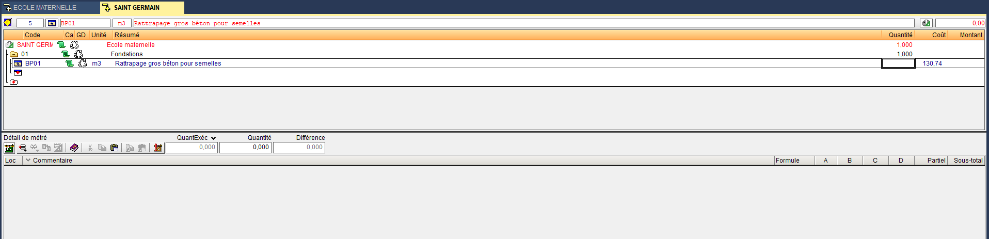 ECOLE MATERNELLE SAINT GERMAIN
5 BP01 m3 Rattrapage gros béton pour semelles 0,00
Code Ca GD Unité Résumé Quantité Coût Montant
SAINT GERM Ecole maternelle 1.000
01 Fondations 1.000
BP01 m3 Rattrapage gros béton pour semelles 130.74
Détail de métré QuantExéc Quantité Différence
0,000 0,000 0.000
Loc Commentaire Formule A B C D Partiel Sous-total